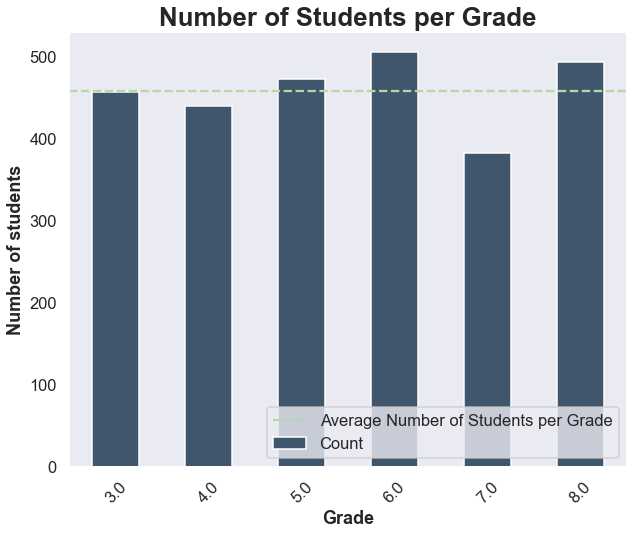 Number of Students per Grade
Number of students
500
400
300
200
100
0
Average Number of Students per Grade
Count
3.0
4.0
5.0
6.0
7.0
8.0
Grade